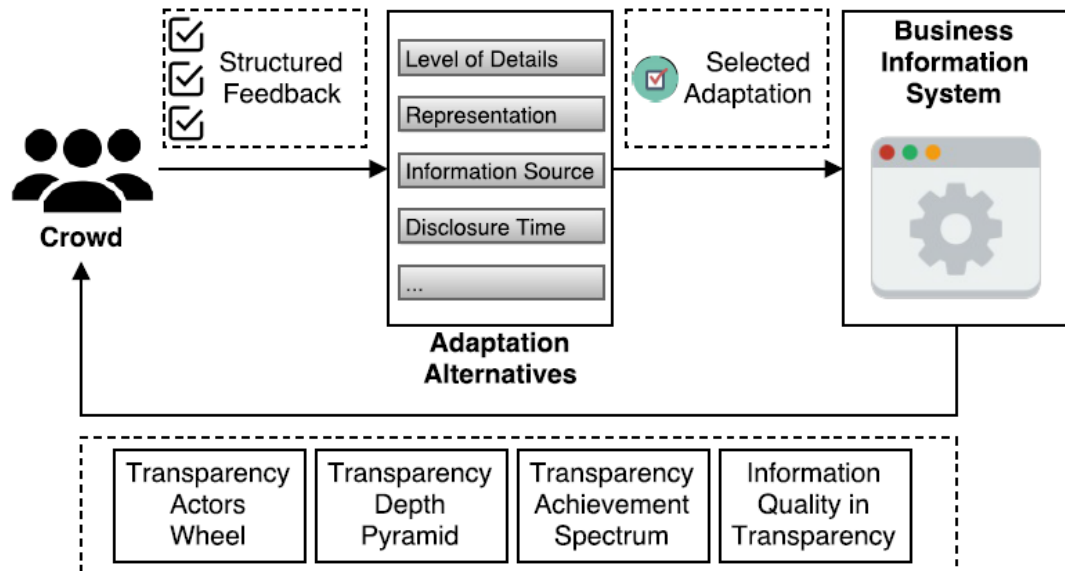 Structured
Feedback
Level of Details
Representation
Information Source
Disclosure Time
...
Selected
Adaptation
Business
Information
System
Crowd
Adaptation
Alternatives
Transparency
Actors
Wheel
Transparency
Depth
Pyramid
Transparency
Achievement
Spectrum
Information
Quality in
Transparency